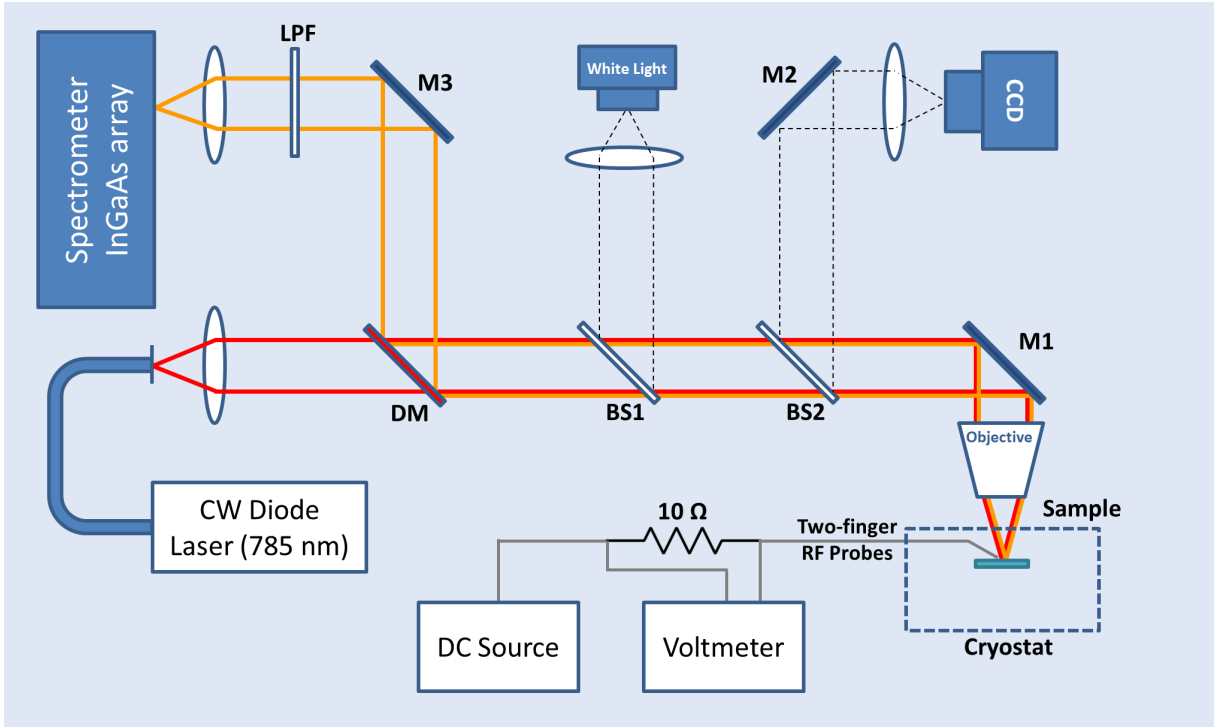 LPF
M3
White Light
M2
CCD
Spectrometer
InGaAs array
M1
DM
BS1
BS2
Objective
CW Diode
Laser (785 nm)
10 Ω
Sample
Two-finger
RF Probes
DC Source
Voltmeter
Cryostat